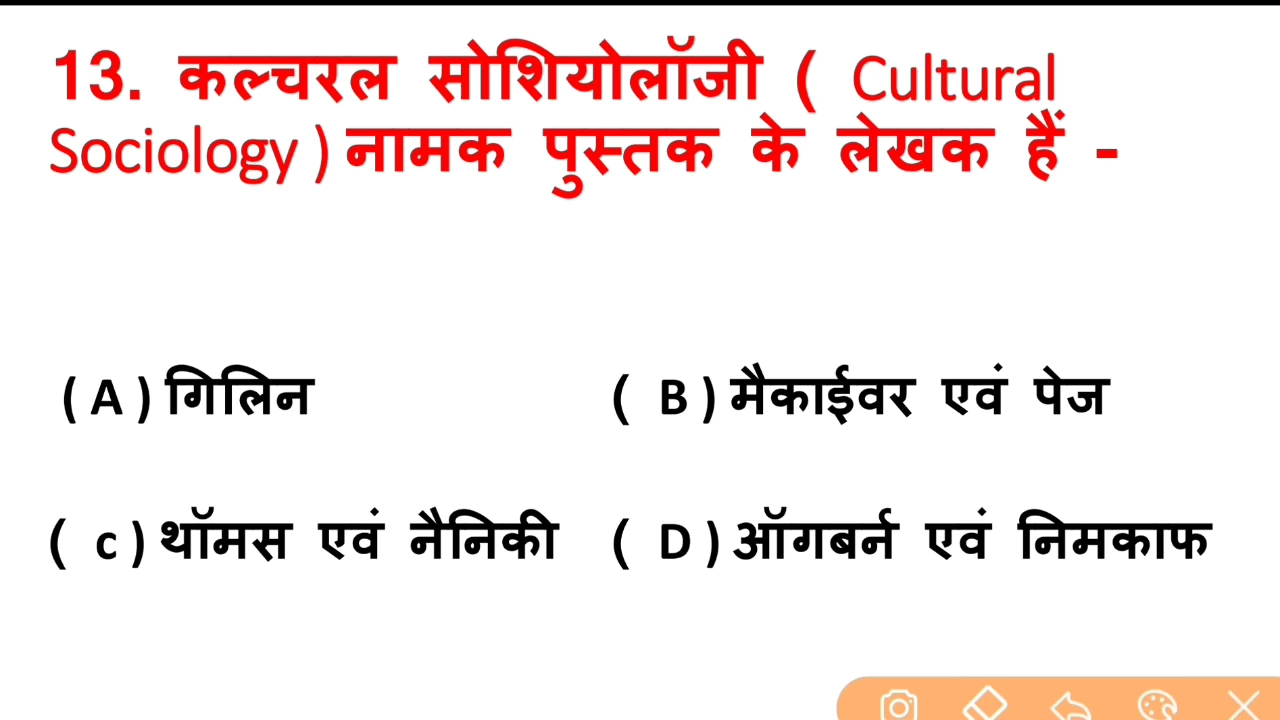 13. कल्चरल सोशियोलॉजी ( Cultural
Sociology ) नामक पुस्तक के लेखक हैं -
( A ) गिलिन ( B ) मैकाईवर एवं पेज
( c ) थॉमस एवं नैनिकी ( D ) ऑगबर्न एवं निमकाफ